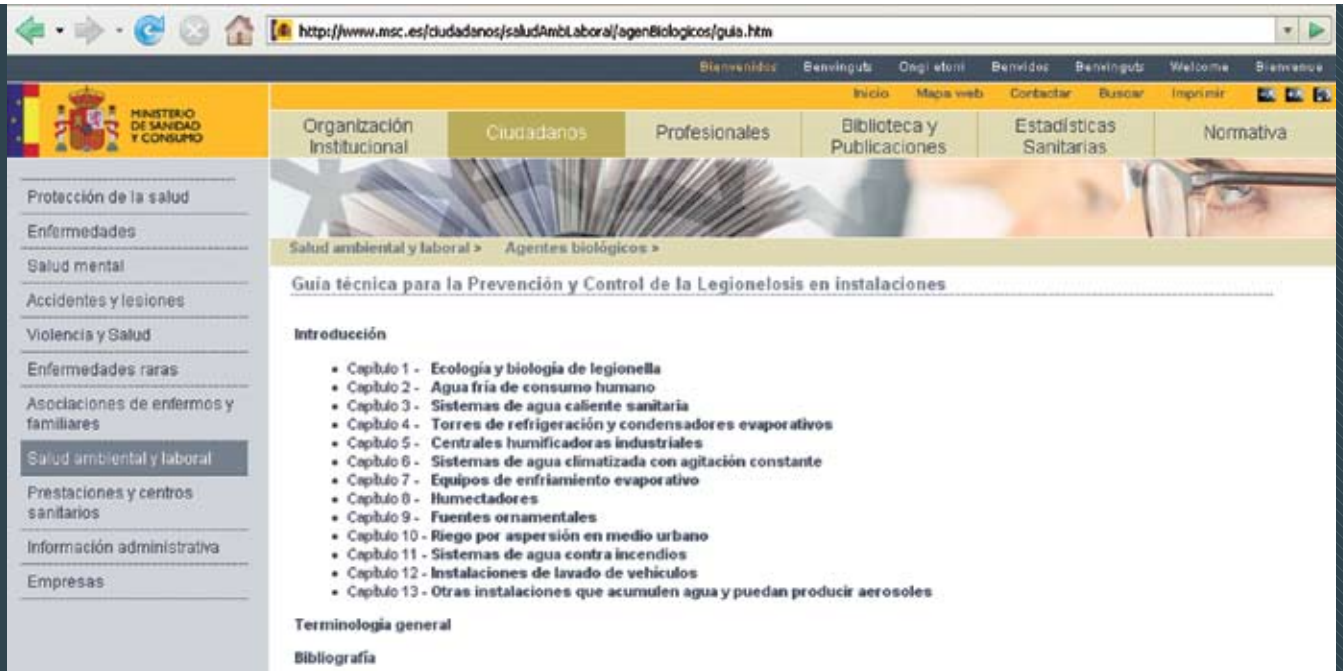 http://www.msc.es/ciudadanos/saludAmbLaboral/agenBiologicos/guia.htm
Bienvenidos Benvinguts Ongi etorri Benvidos Benvinguts Welcome Bienvenue
Inicio Mapa web Contactar Buscar Imprimir
MINISTERIO
DE SANIDAD
Y CONSUMO
Organización
Institucional
Ciudadanos
Profesionales
Biblioteca y
Publicaciones
Estadísticas
Sanitarias
Normativa
Protección de la salud
Enfermedades
Salud mental
Accidentes y lesiones
Violencia y Salud
Enfermedades raras
Asociaciones de enfermos y
familiares
Salud ambiental y laboral
Prestaciones y centros
sanitarios
Información administrativa
Empresas
Salud ambiental y laboral > Agentes biológicos >
Guía técnica para la Prevención y Control de la Legionelosis en instalaciones
Introducción
• Capítulo 1 - Ecología y biología de legionella
• Capítulo 2 - Agua fría de consumo humano
• Capítulo 3 - Sistemas de agua caliente sanitaria
• Capítulo 4 - Torres de refrigeración y condensadores evaporativos
• Capítulo 5 - Centrales humificadoras industriales
• Capítulo 6 - Sistemas de agua climatizada con agitación constante
• Capítulo 7 - Equipos de enfriamiento evaporativo
• Capítulo 8 - Humectadores
• Capítulo 9 - Fuentes ornamentales
• Capítulo 10 - Riego por aspersión en medio urbano
• Capítulo 11 - Sistemas de agua contra incendios
• Capítulo 12 - Instalaciones de lavado de vehículos
• Capítulo 13 - Otras instalaciones que acumulen agua y puedan producir aerosoles
Terminología general
Bibliografía